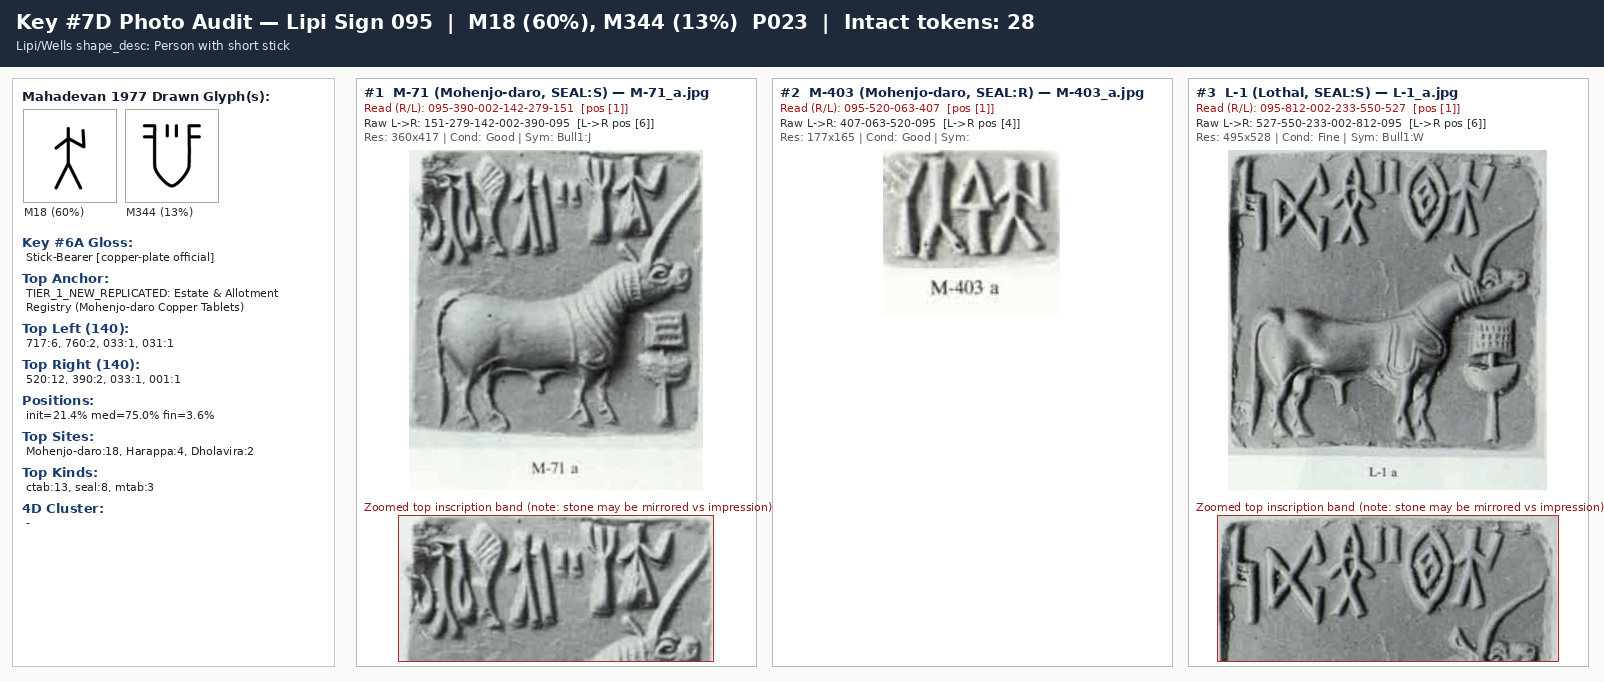 Key #7D Photo Audit — Lipi Sign 095 | M18 (60%), M344 (13%) P023 | Intact tokens: 28
Lipi/Wells shape_desc: Person with short stick
Mahadevan 1977 Drawn Glyph(s):
M18 (60%) M344 (13%)
Key #6A Gloss:
Stick-Bearer [copper-plate official]
Top Anchor:
TIER_1_NEW_REPLICATED: Estate & Allotment
Registry (Mohenjo-daro Copper Tablets)
Top Left (140):
717:6, 760:2, 033:1, 031:1
Top Right (140):
520:12, 390:2, 033:1, 001:1
Positions:
init=21.4% med=75.0% fin=3.6%
Top Sites:
Mohenjo-daro:18, Harappa:4, Dholavira:2
Top Kinds:
ctab:13, seal:8, mtab:3
4D Cluster:
-
#1 M-71 (Mohenjo-daro, SEAL:S) — M-71_a.jpg
Read (R/L): 095-390-002-142-279-151 [pos [1]]
Raw L->R: 151-279-142-002-390-095 [L->R pos [6]]
Res: 360x417 | Cond: Good | Sym: Bull1:J
M-71 a
Zoomed top inscription band (note: stone may be mirrored vs impression)
#2 M-403 (Mohenjo-daro, SEAL:R) — M-403_a.jpg
Read (R/L): 095-520-063-407 [pos [1]]
Raw L->R: 407-063-520-095 [L->R pos [4]]
Res: 177x165 | Cond: Good | Sym:
M-403 a
#3 L-1 (Lothal, SEAL:S) — L-1_a.jpg
Read (R/L): 095-812-002-233-550-527 [pos [1]]
Raw L->R: 527-550-233-002-812-095 [L->R pos [6]]
Res: 495x528 | Cond: Fine | Sym: Bull1:W
L-1 a
Zoomed top inscription band (note: stone may be mirrored vs impression)